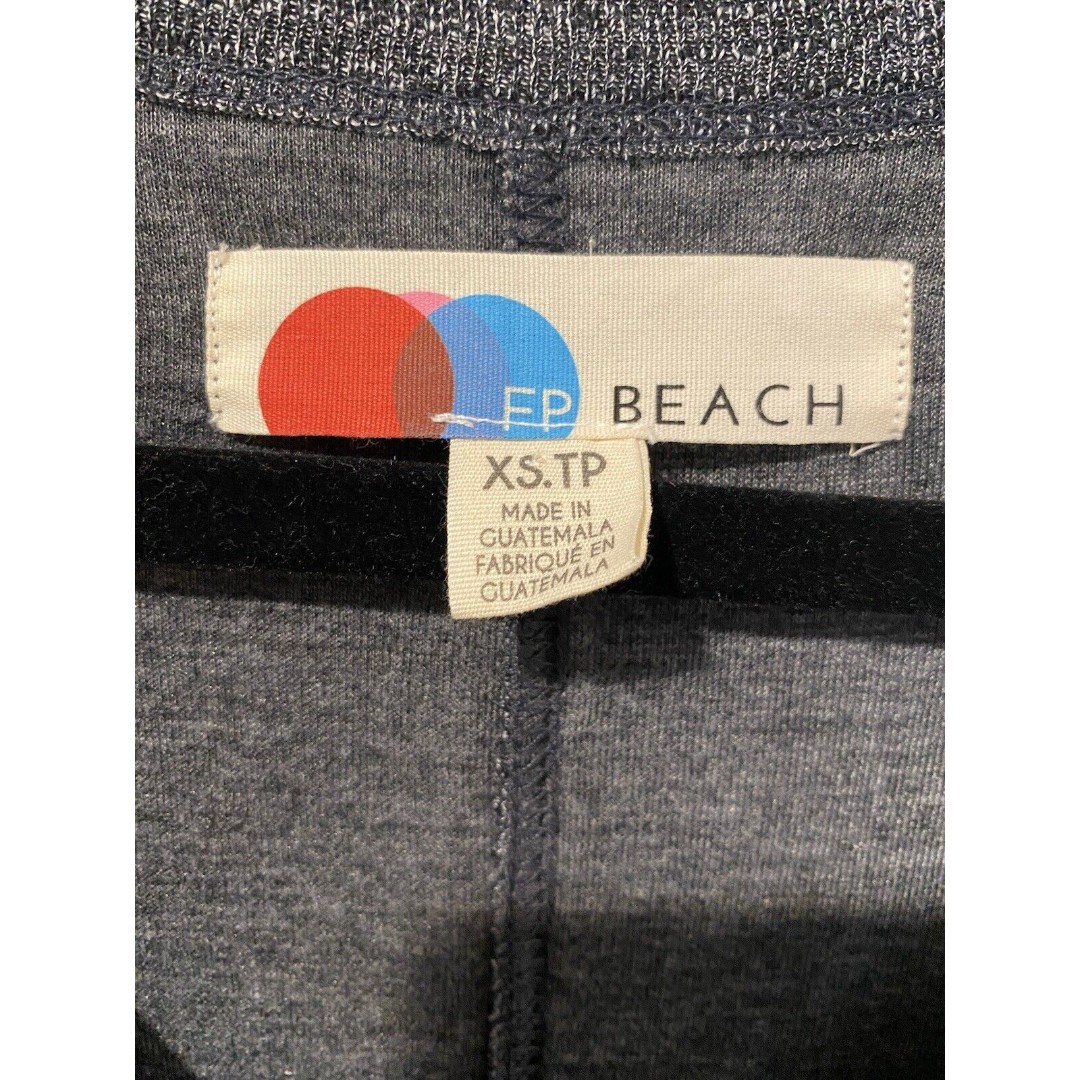 FP BEACH
XS.TP
MADE IN
GUATEMALA
FABRIQUÉ EN
GUATEMALA